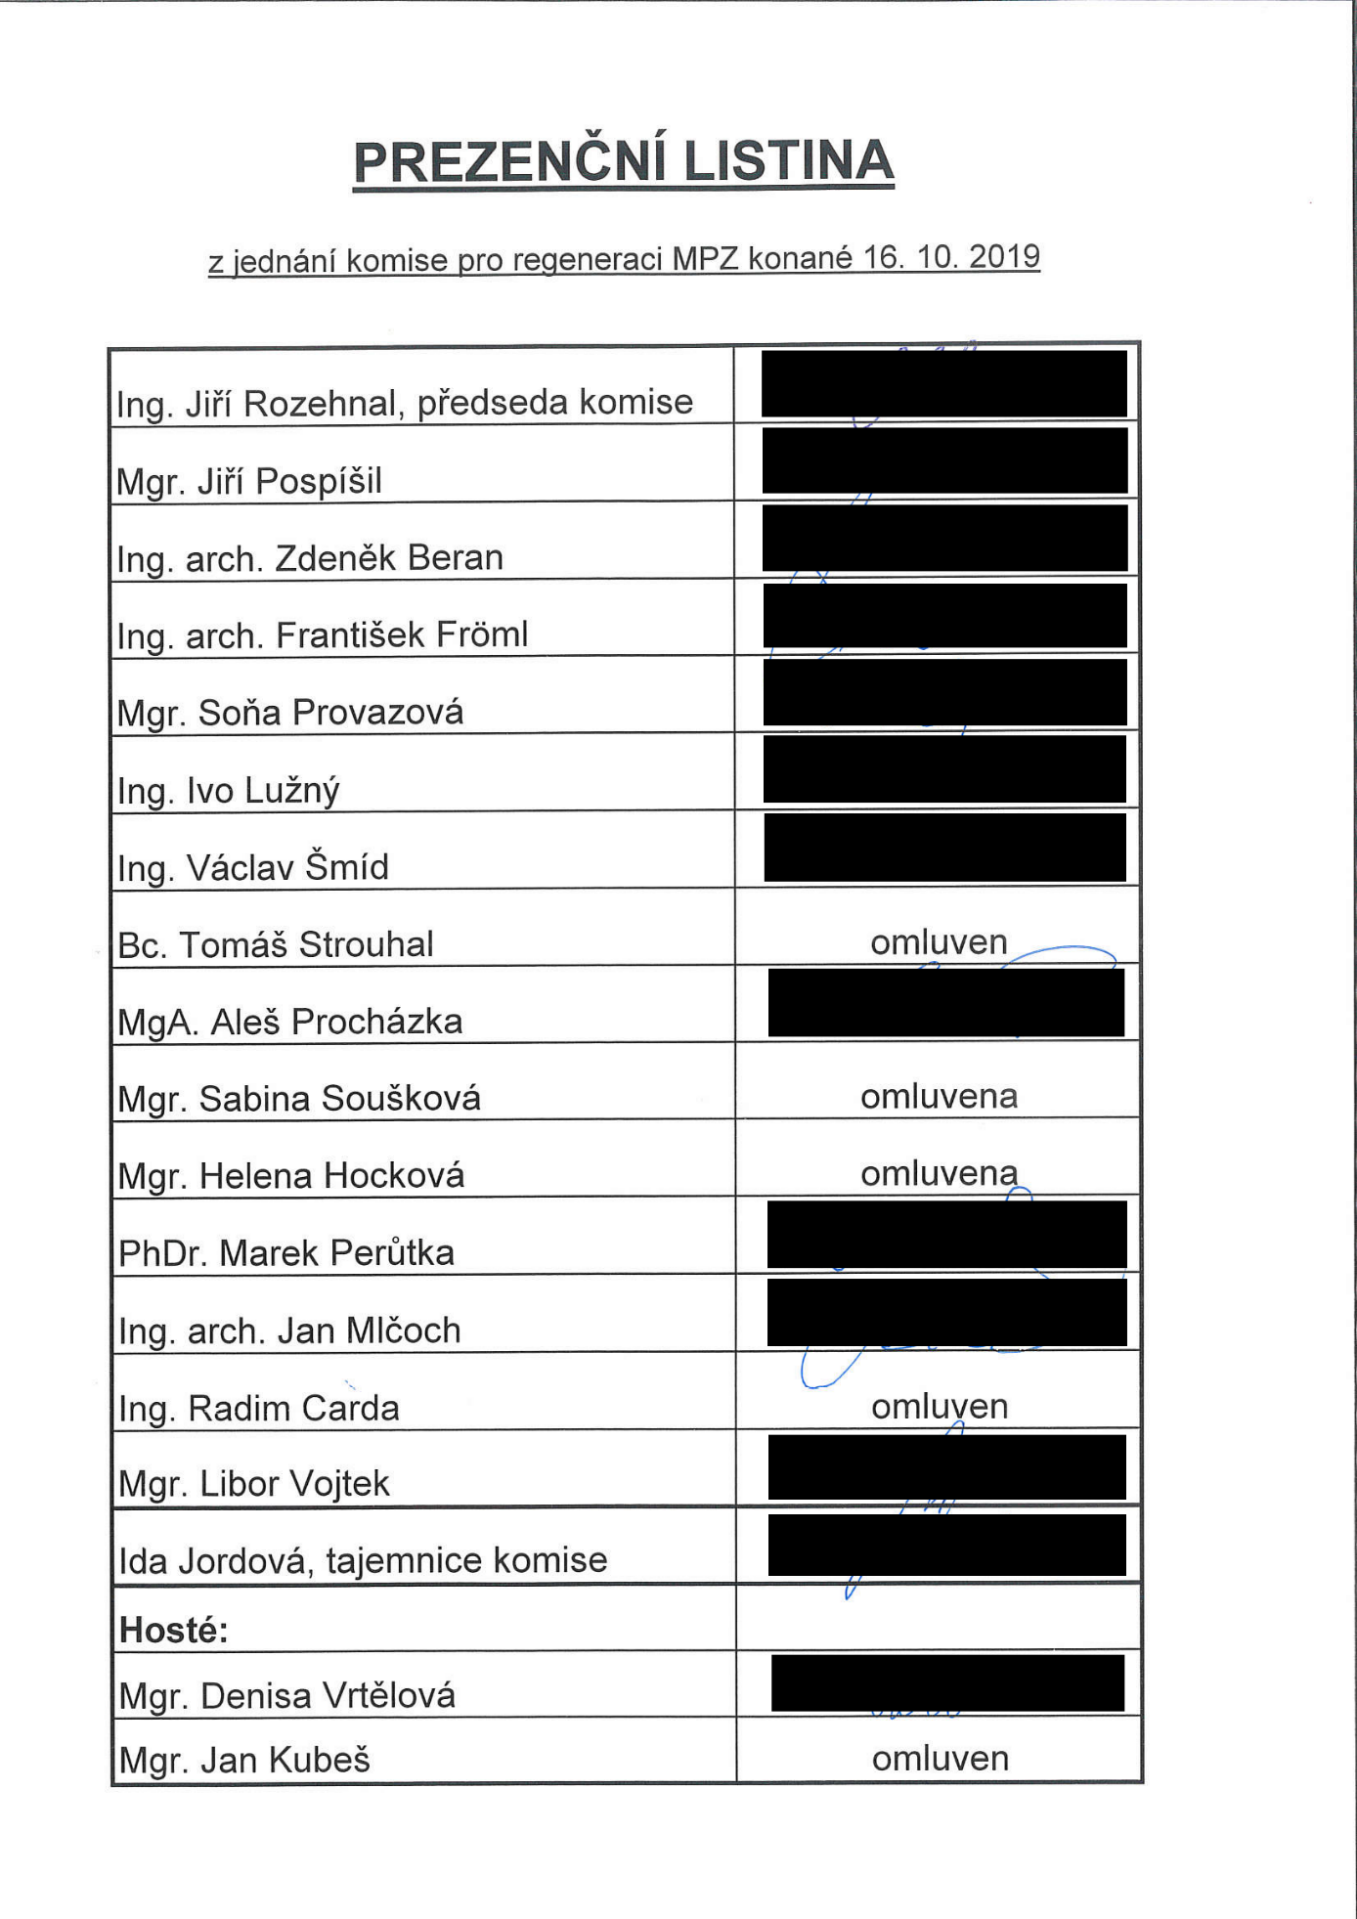 PREZENČNÍ LISTINA
z jednání komise pro regeneraci MPZ konané 16. 10. 2019
Ing. Jiří Rozehnal, předseda komise
Mgr. Jiří Pospíšil
Ing. arch. Zdeněk Beran
Ing. arch. František Fröml
Mgr. Soňa Provazová
Ing. Ivo Lužný
Ing. Václav Šmíd
Bc. Tomáš Strouhal omluven
MgA. Aleš Procházka
Mgr. Sabina Soušková omluvena
Mgr. Helena Hocková omluvena
PhDr. Marek Perůtka
Ing. arch. Jan Mlčoch
Ing. Radim Carda omluven
Mgr. Libor Vojtek
Ida Jordová, tajemnice komise
Hosté:
Mgr. Denisa Vrtělová
Mgr. Jan Kubeš omluven